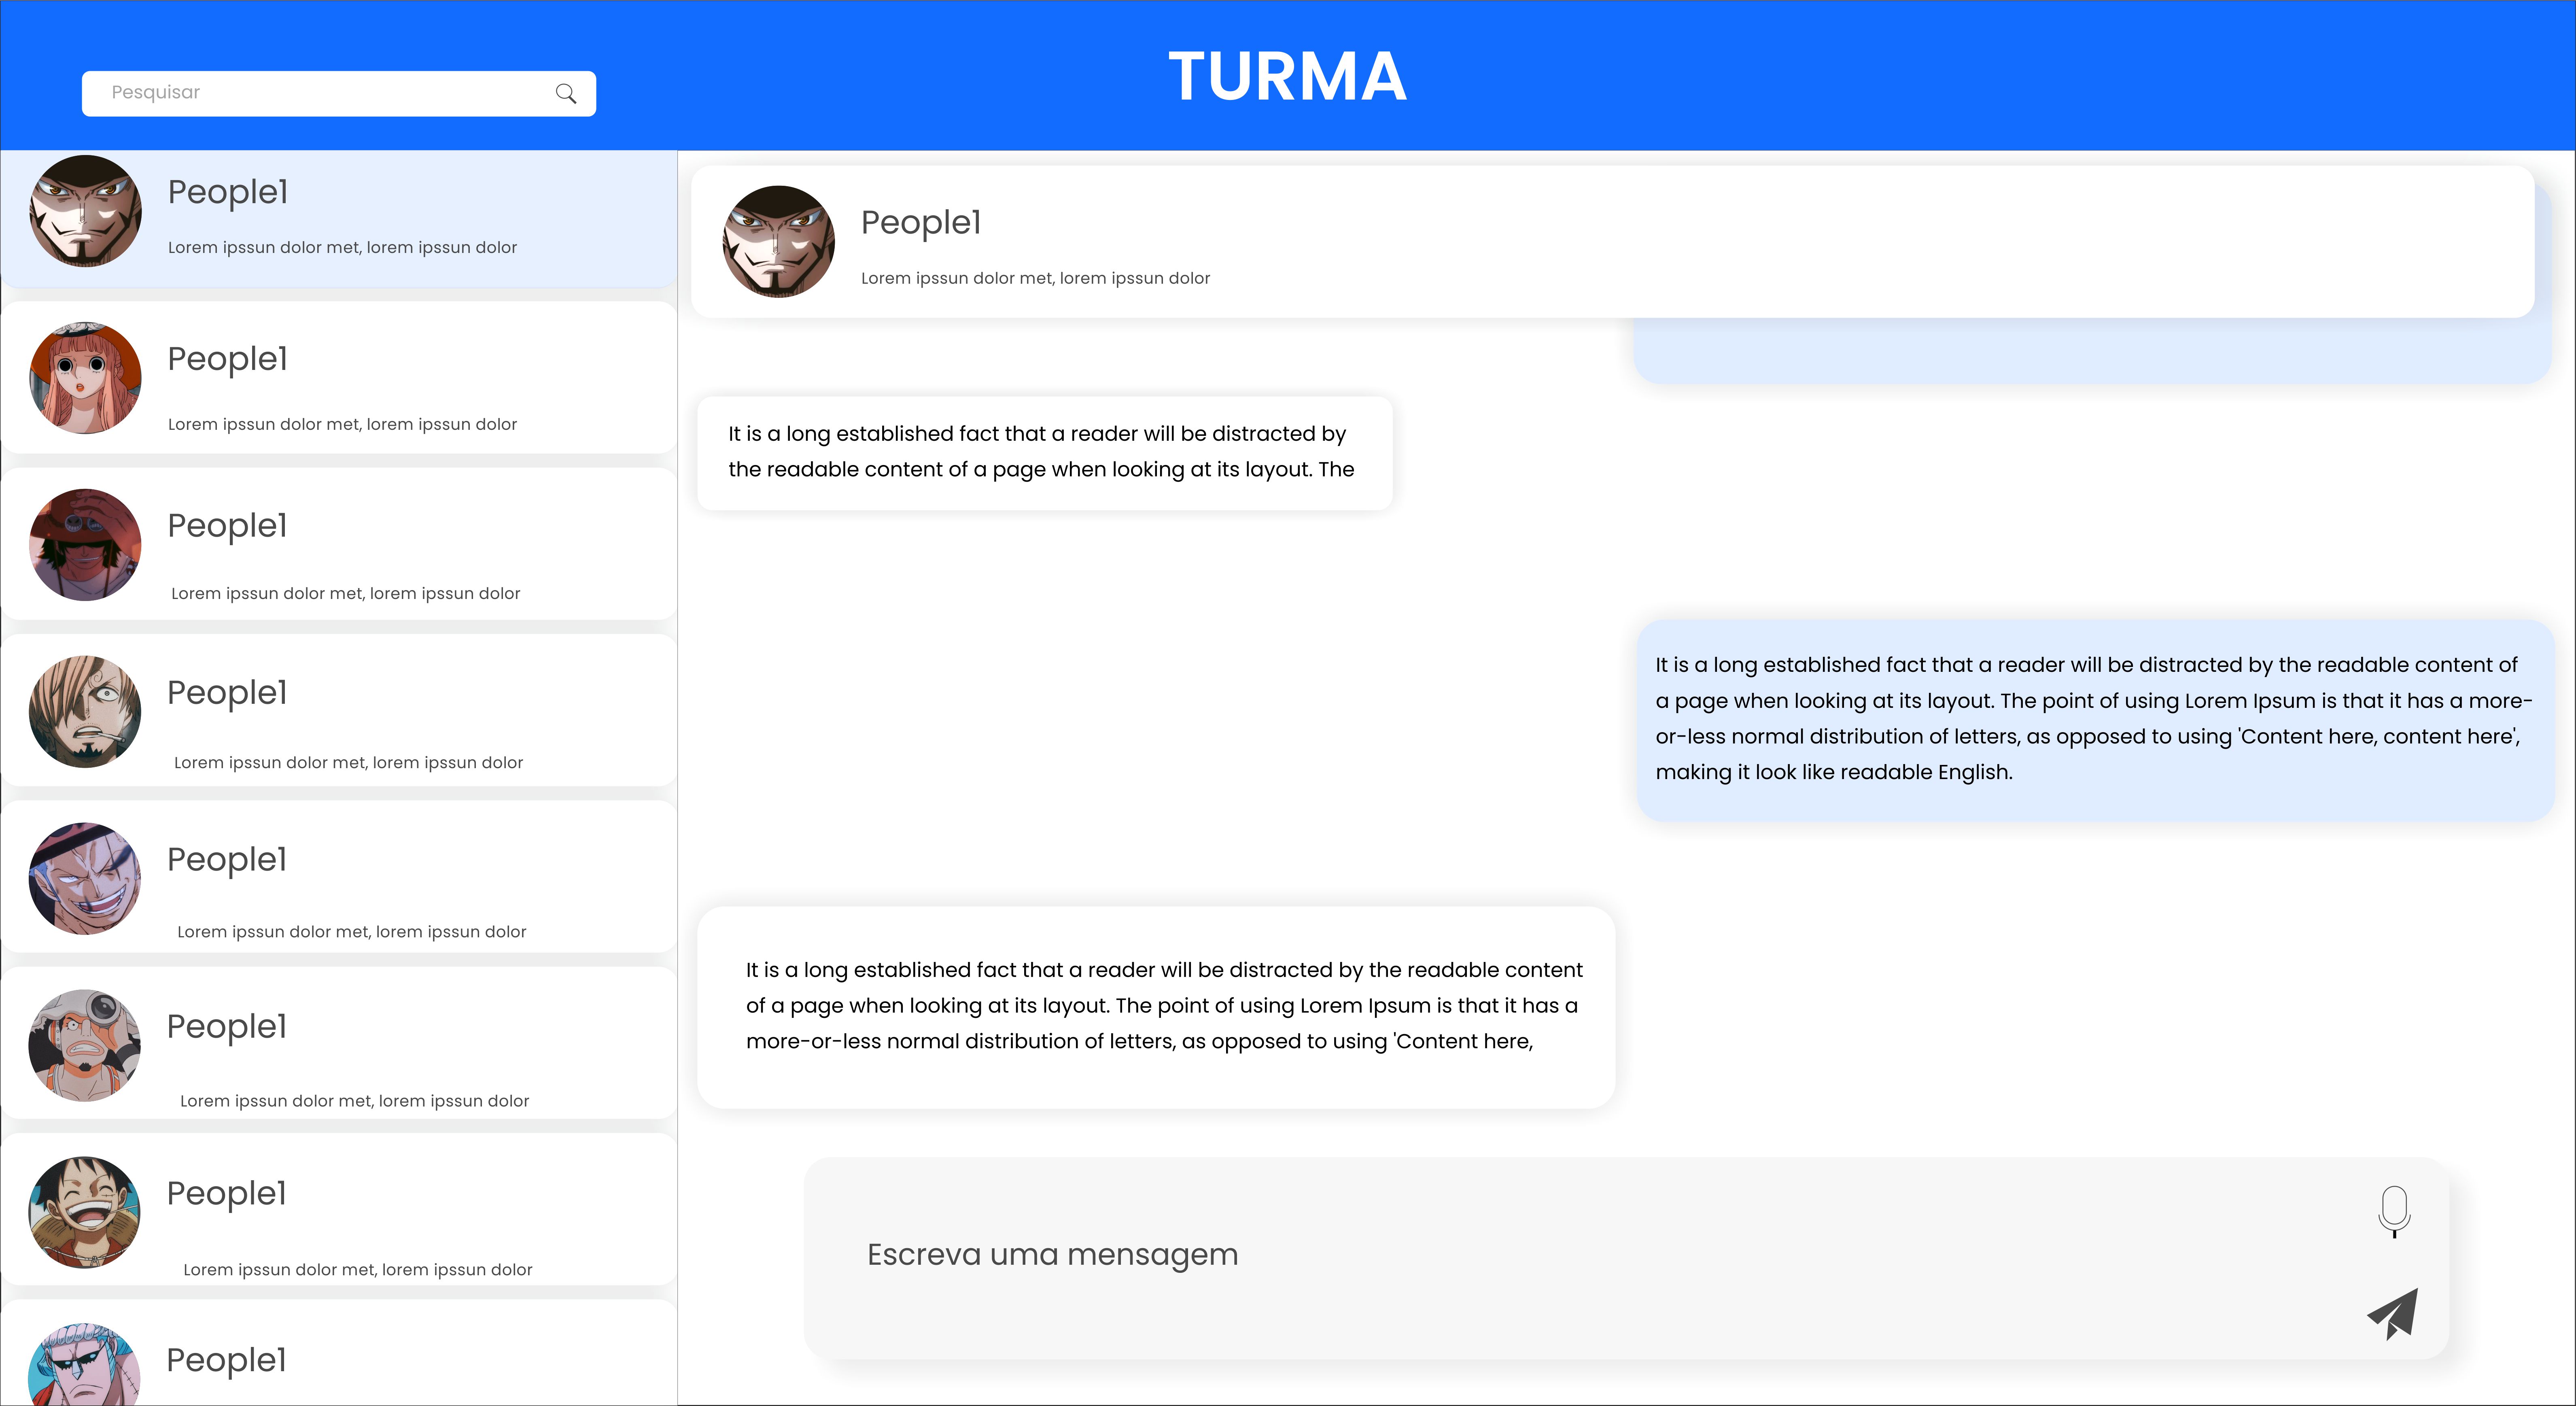 TURMA
Pesquisar
People1
Lorem ipssun dolor met, lorem ipssun dolor
People1
Lorem ipssun dolor met, lorem ipssun dolor
People1
Lorem ipssun dolor met, lorem ipssun dolor
People1
Lorem ipssun dolor met, lorem ipssun dolor
People1
Lorem ipssun dolor met, lorem ipssun dolor
People1
Lorem ipssun dolor met, lorem ipssun dolor
People1
Lorem ipssun dolor met, lorem ipssun dolor
People1
People1
Lorem ipssun dolor met, lorem ipssun dolor
It is a long established fact that a reader will be distracted by
the readable content of a page when looking at its layout. The
It is a long established fact that a reader will be distracted by the readable content of
a page when looking at its layout. The point of using Lorem Ipsum is that it has a more-
or-less normal distribution of letters, as opposed to using 'Content here, content here',
making it look like readable English.
It is a long established fact that a reader will be distracted by the readable content
of a page when looking at its layout. The point of using Lorem Ipsum is that it has a
more-or-less normal distribution of letters, as opposed to using 'Content here,
Escreva uma mensagem